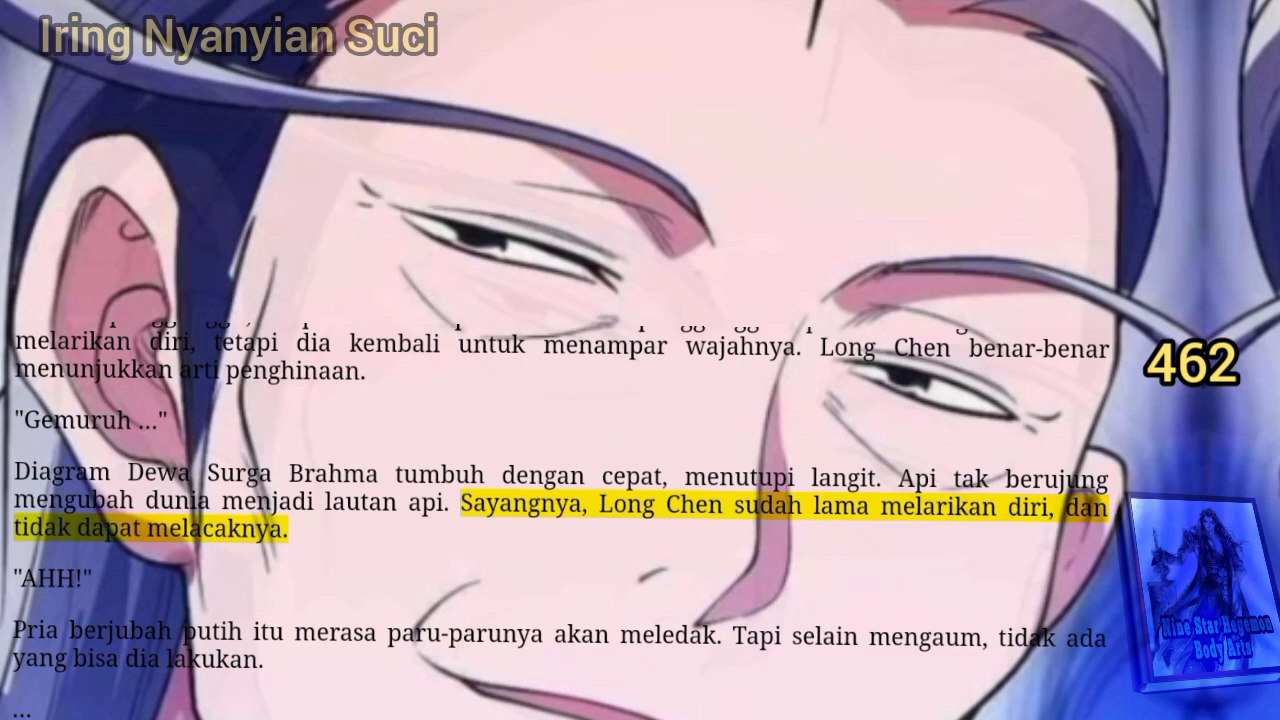 Iring Nyanyian Suci
melarikan diri, tetapi dia kembali untuk menampar wajahnya. Long Chen benar-benar
menunjukkan arti penghinaan.
462
"Gemuruh ..."
Diagram Dewa Surga Brahma tumbuh dengan cepat, menutupi langit. Api tak berujung
mengubah dunia menjadi lautan api. Sayangnya, Long Chen sudah lama melarikan diri, dan
tidak dapat melacaknya.
"AHH!"
Pria berjubah putih itu merasa paru-parunya akan meledak. Tapi selain mengaum, tidak ada
yang bisa dia lakukan.
...
Nine Star Hegemon
Body Arts